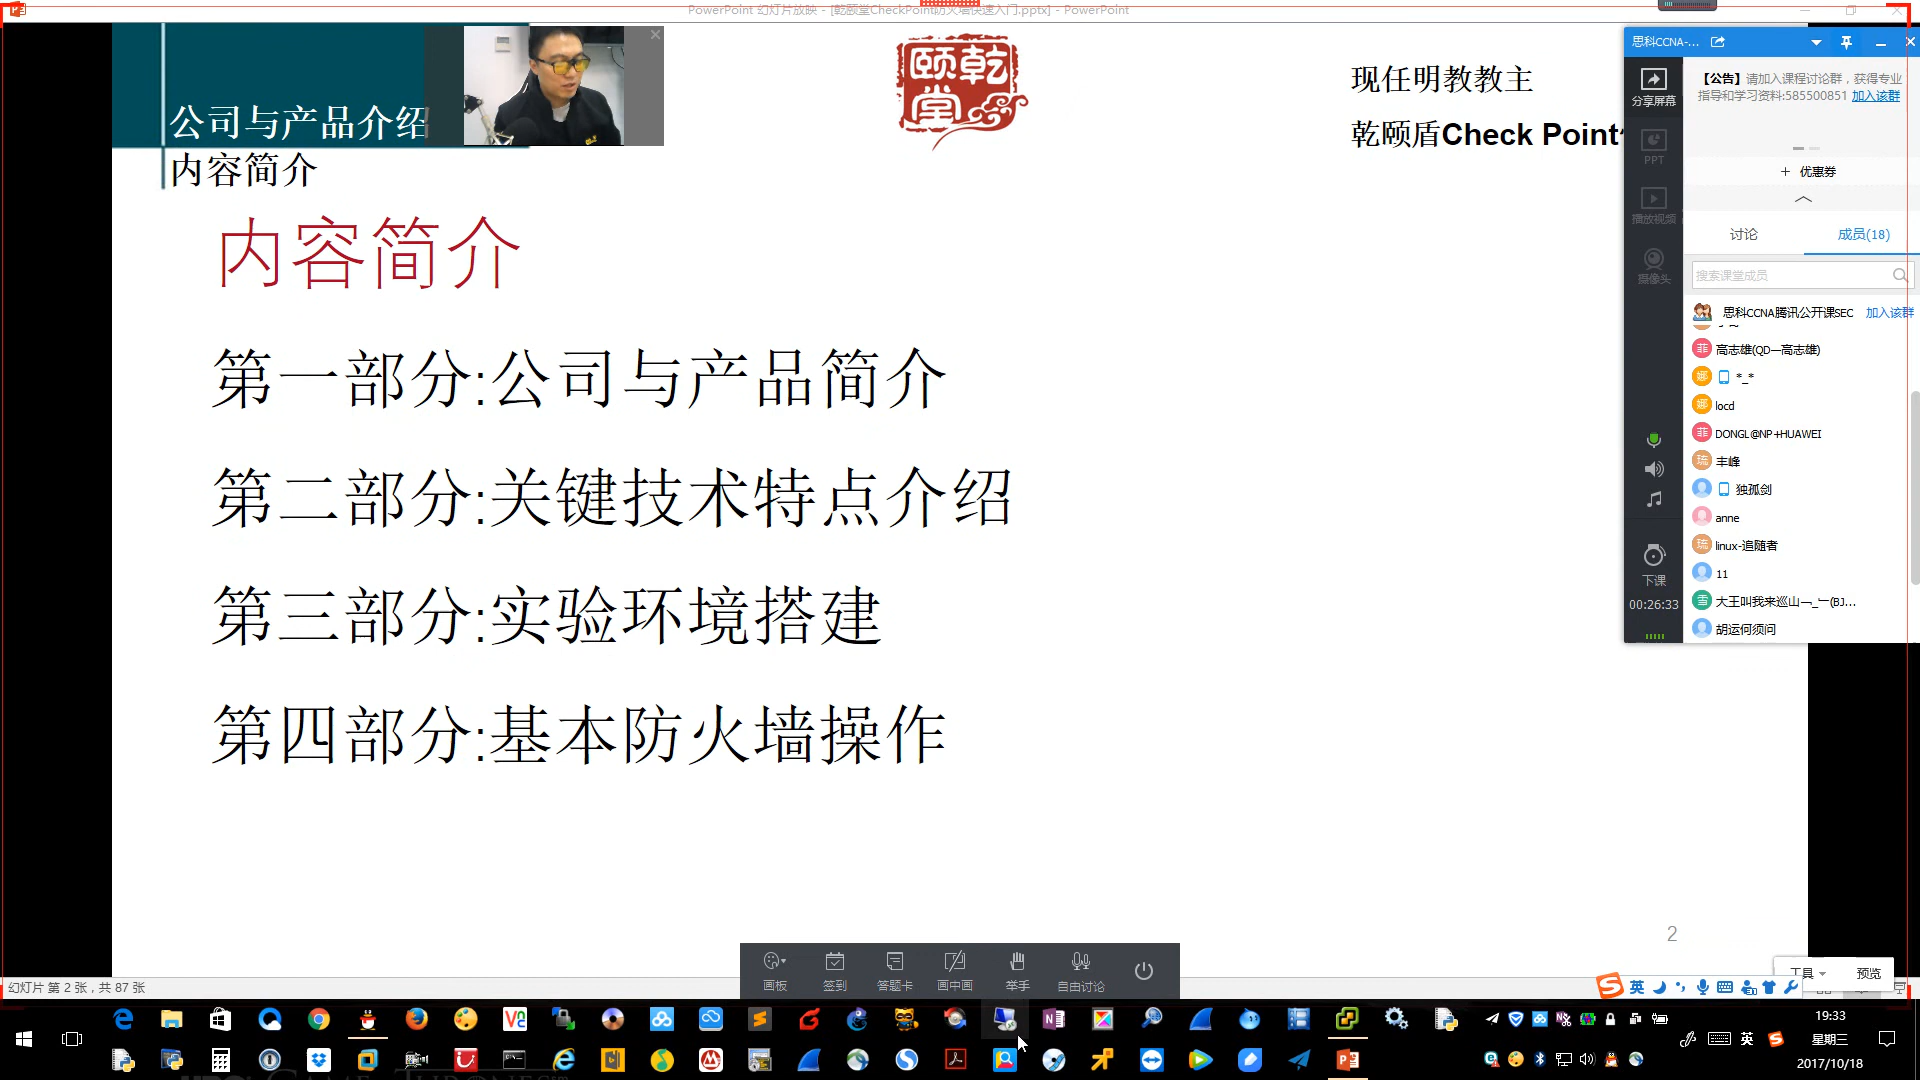 PowerPoint 幻灯片放映 - [乾颐堂CheckPoint防火墙快速入门.pptx] - PowerPoint
公司与产品介绍
内容简介
乾颐堂
现任明教教主
乾颐盾Check Point
内容简介
第一部分:公司与产品简介
第二部分:关键技术特点介绍
第三部分:实验环境搭建
第四部分:基本防火墙操作
2
思科CCNA-...
分享屏幕
PPT
播放视频
摄像头
下课
00:26:33
【公告】请加入课程讨论群，获得专业
指导和学习资料:585500851 加入该群
+ 优惠券
讨论
成员(18)
搜索课堂成员
思科CCNA腾讯公开课SEC 加入该群
菲 高志雄(QD—高志雄)
娜 *_*
娜 locd
菲 DONGL@NP+HUAWEI
琉 丰峰
独孤剑
anne
琉 linux-追随者
11
雪 大王叫我来巡山￢_￣(BJ...
胡运何须问
画板
签到
答题卡
画中画
举手
自由讨论
工具
预览
幻灯片 第 2 张，共 87 张
英
19:33
英
星期三
2017/10/18